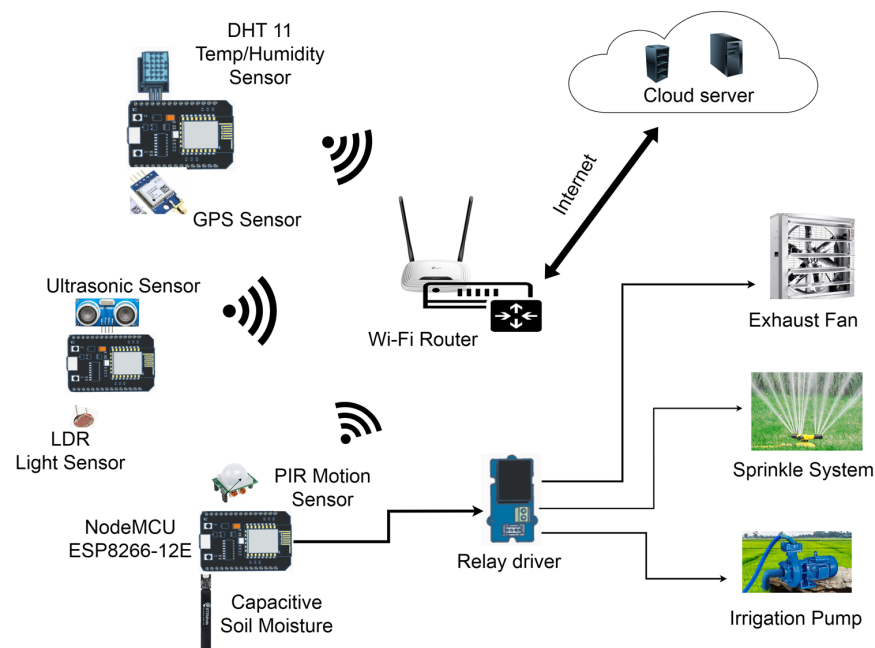 DHT 11
Temp/Humidity
Sensor
GPS Sensor
Cloud server
Internet
Ultrasonic Sensor
Wi-Fi Router
Exhaust Fan
LDR
Light Sensor
PIR Motion
Sensor
Sprinkle System
NodeMCU
ESP8266-12E
Relay driver
Capacitive
Soil Moisture
Irrigation Pump